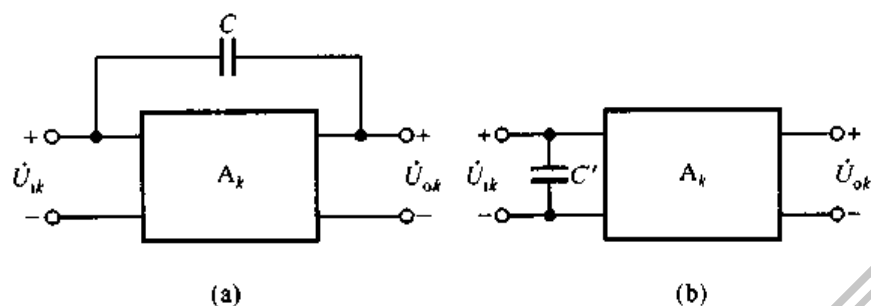 C
+ +
U̇ᵢₖ Aₖ U̇ₒₖ
− −
(a)
+ +
U̇ᵢₖ C′ Aₖ U̇ₒₖ
− −
(b)